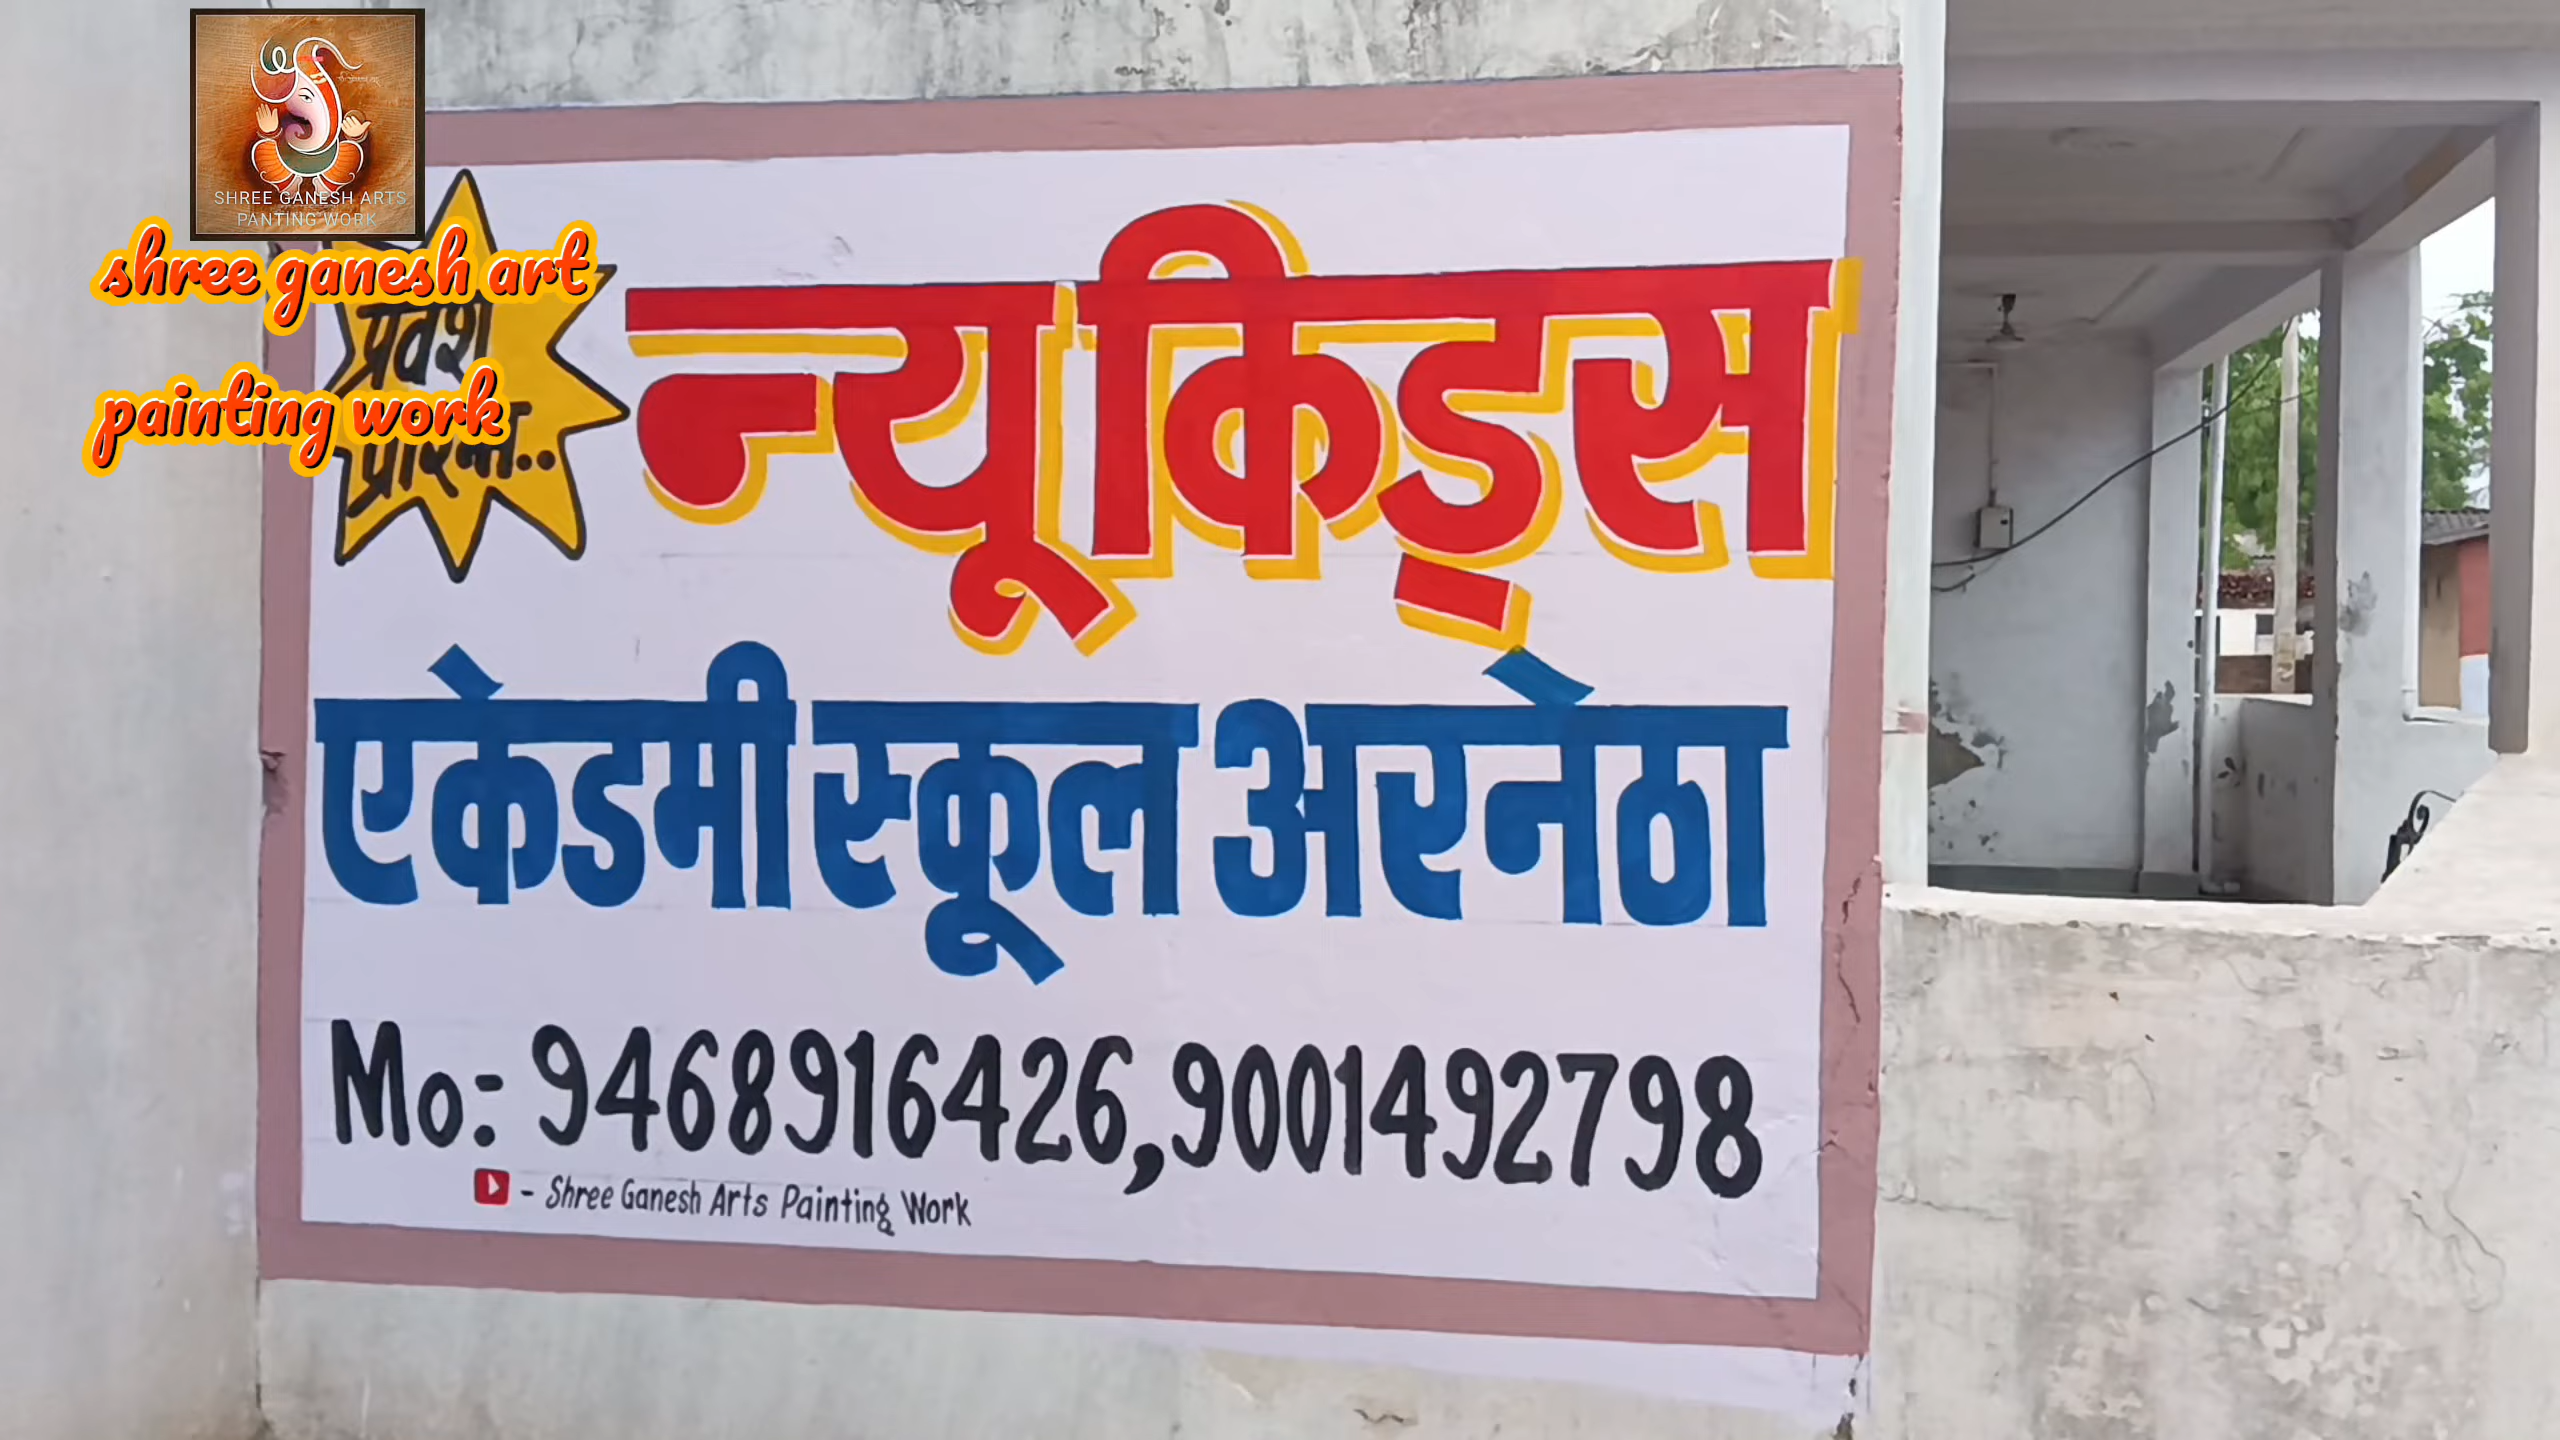 SHREE GANESH ARTS
PANTING WORK
shree ganesh art
painting work
प्रवेश
न्यू किड्स
एकेडमी स्कूल अरनेठा
Mo: 9468916426, 9001492798
- Shree Ganesh Arts Painting Work